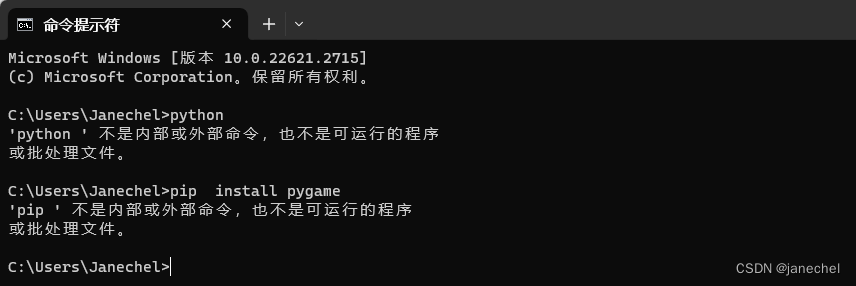 命令提示符
Microsoft Windows [版本 10.0.22621.2715]
(c) Microsoft Corporation。保留所有权利。
C:\Users\Janechel>python
'python ' 不是内部或外部命令，也不是可运行的程序
或批处理文件。
C:\Users\Janechel>pip  install pygame
'pip ' 不是内部或外部命令，也不是可运行的程序
或批处理文件。
C:\Users\Janechel>
CSDN @janechel